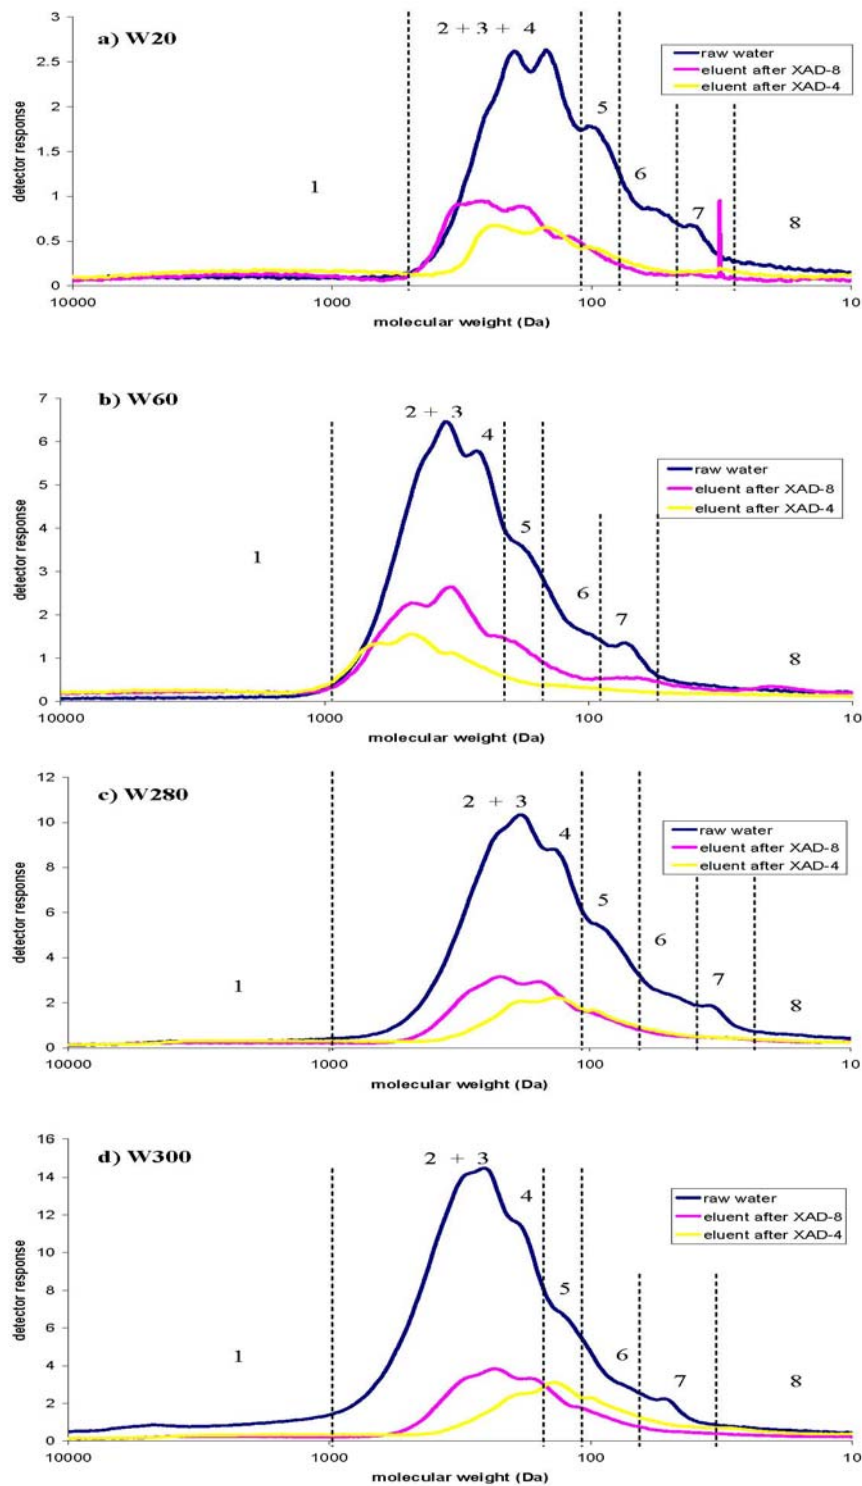 a) W20
2 + 3 + 4
5
6
7
8
1
raw water
eluent after XAD-8
eluent after XAD-4
detector response
3
2.5
2
1.5
1
0.5
0
10000 1000 100 10
molecular weight (Da)
b) W60
2 + 3
4
5
6
7
8
1
raw water
eluent after XAD-8
eluent after XAD-4
detector response
7
6
5
4
3
2
1
0
10000 1000 100 10
molecular weight (Da)
c) W280
2 + 3
4
5
6
7
8
1
raw water
eluent after XAD-8
eluent after XAD-4
detector response
12
10
8
6
4
2
0
10000 1000 100 10
molecular weight (Da)
d) W300
2 + 3
4
5
6
7
8
1
raw water
eluent after XAD-8
eluent after XAD-4
detector response
16
14
12
10
8
6
4
2
0
10000 1000 100 10
molecular weight (Da)